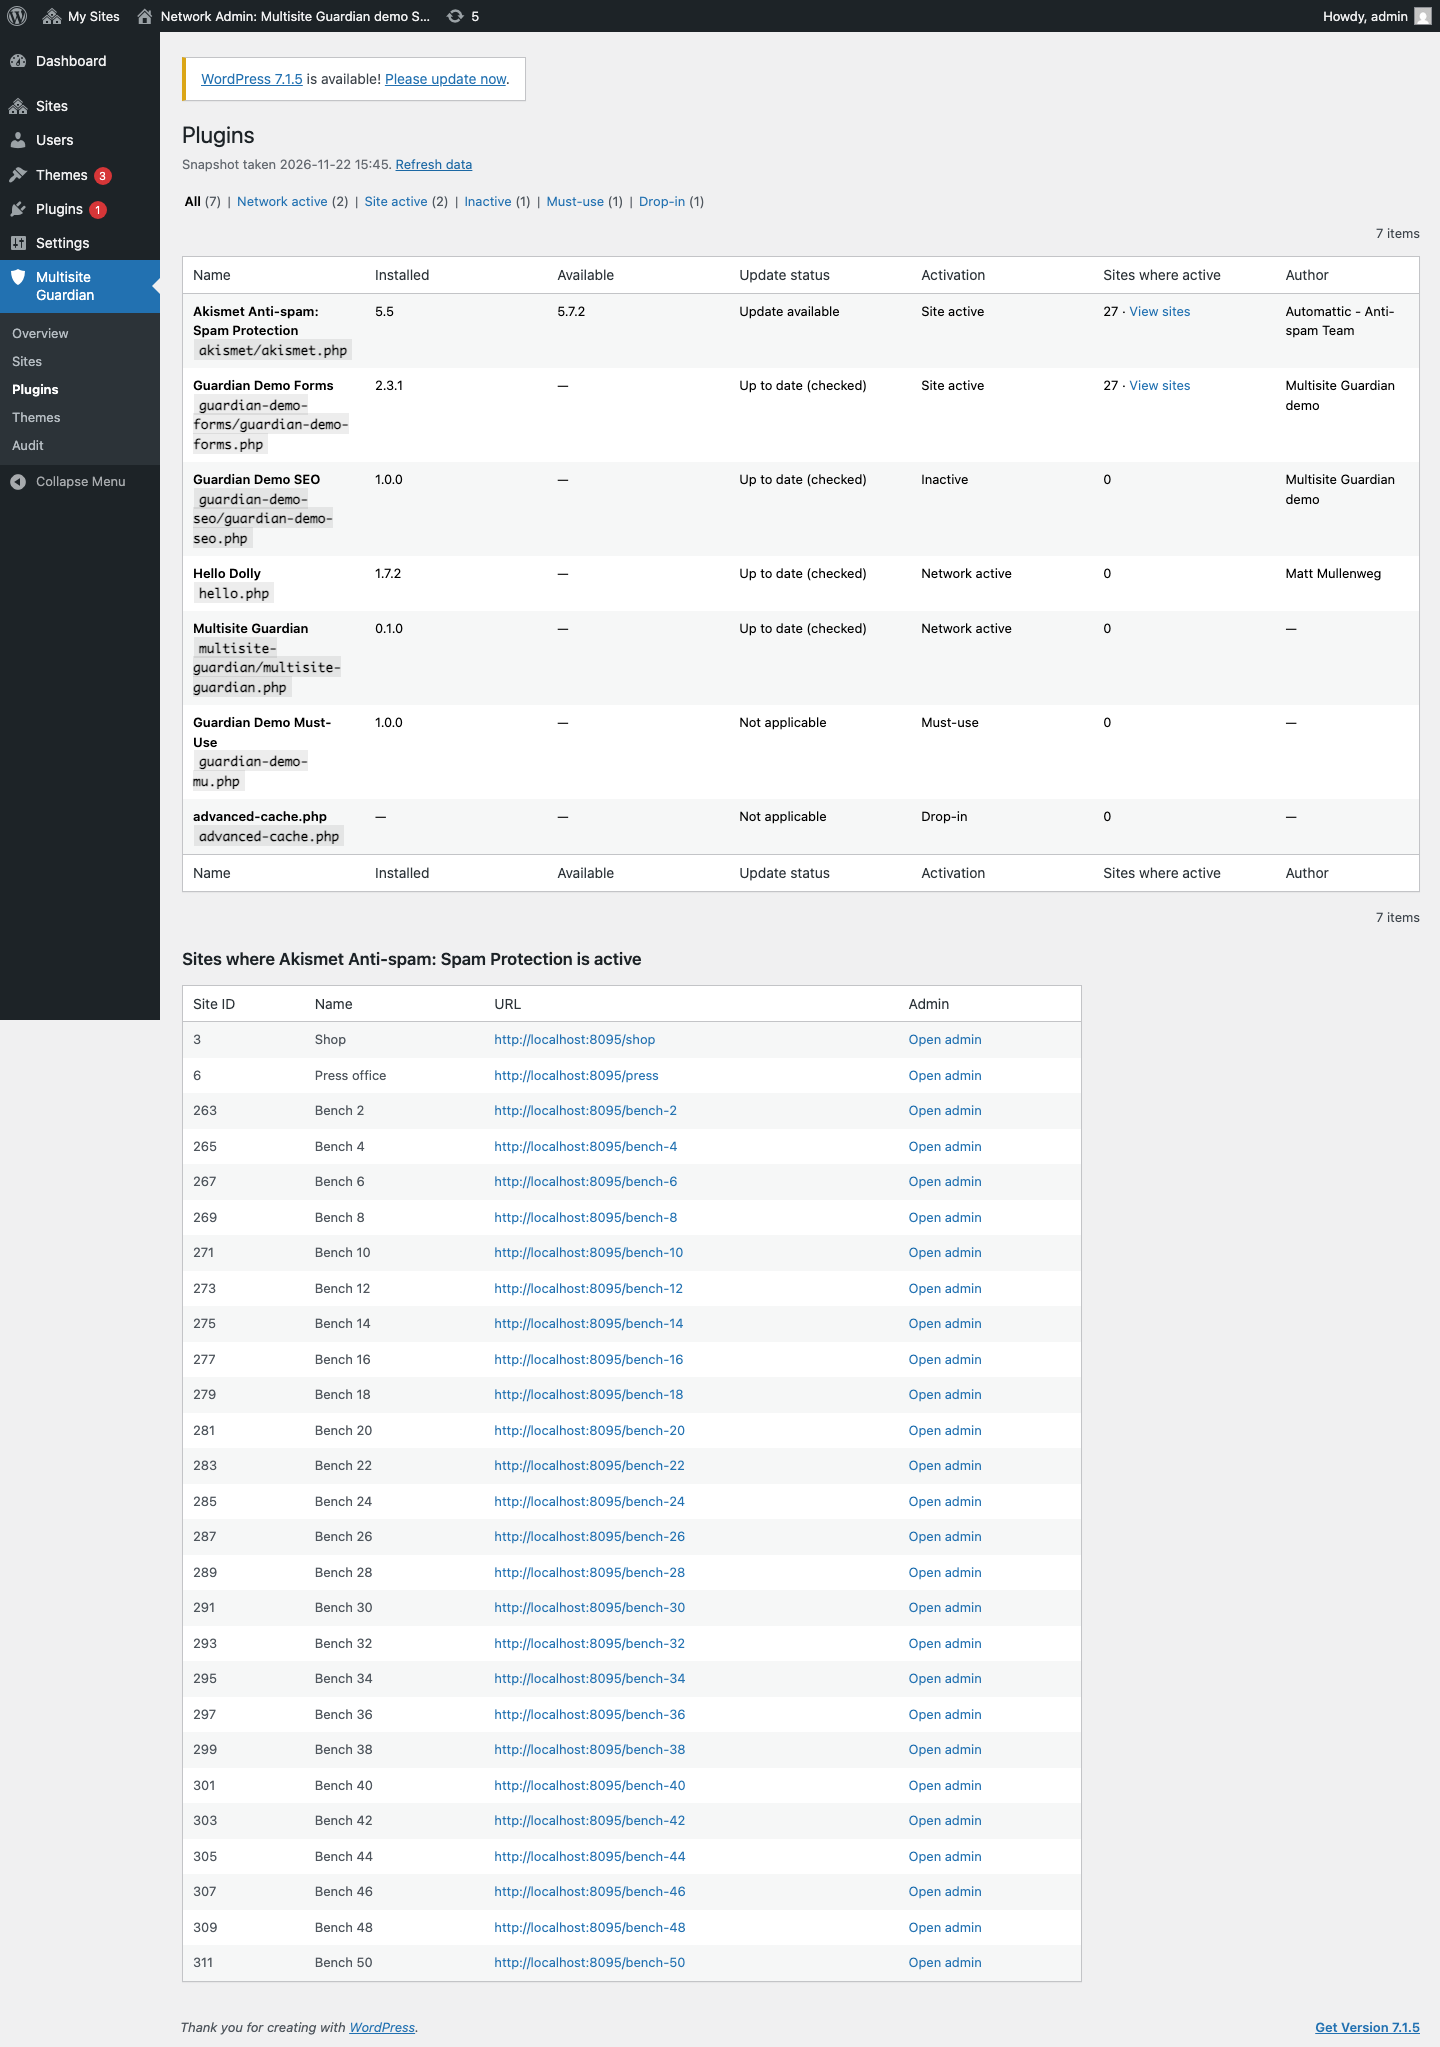 My Sites Network Admin: Multisite Guardian demo S... 5 Howdy, admin
Dashboard
Sites
Users
Themes 3
Plugins 1
Settings
Multisite
Guardian
Overview
Sites
Plugins
Themes
Audit
Collapse Menu
WordPress 7.1.5 is available! Please update now.
Plugins
Snapshot taken 2026-11-22 15:45. Refresh data
All (7) | Network active (2) | Site active (2) | Inactive (1) | Must-use (1) | Drop-in (1)
7 items
Name Installed Available Update status Activation Sites where active Author
Akismet Anti-spam: 5.5 5.7.2 Update available Site active 27 · View sites Automattic - Anti-
Spam Protection spam Team
akismet/akismet.php
Guardian Demo Forms 2.3.1 — Up to date (checked) Site active 27 · View sites Multisite Guardian
guardian-demo- demo
forms/guardian-demo-
forms.php
Guardian Demo SEO 1.0.0 — Up to date (checked) Inactive 0 Multisite Guardian
guardian-demo- demo
seo/guardian-demo-
seo.php
Hello Dolly 1.7.2 — Up to date (checked) Network active 0 Matt Mullenweg
hello.php
Multisite Guardian 0.1.0 — Up to date (checked) Network active 0 —
multisite-
guardian/multisite-
guardian.php
Guardian Demo Must- 1.0.0 — Not applicable Must-use 0 —
Use
guardian-demo-
mu.php
advanced-cache.php — — Not applicable Drop-in 0 —
advanced-cache.php
Name Installed Available Update status Activation Sites where active Author
7 items
Sites where Akismet Anti-spam: Spam Protection is active
Site ID Name URL Admin
3 Shop http://localhost:8095/shop Open admin
6 Press office http://localhost:8095/press Open admin
263 Bench 2 http://localhost:8095/bench-2 Open admin
265 Bench 4 http://localhost:8095/bench-4 Open admin
267 Bench 6 http://localhost:8095/bench-6 Open admin
269 Bench 8 http://localhost:8095/bench-8 Open admin
271 Bench 10 http://localhost:8095/bench-10 Open admin
273 Bench 12 http://localhost:8095/bench-12 Open admin
275 Bench 14 http://localhost:8095/bench-14 Open admin
277 Bench 16 http://localhost:8095/bench-16 Open admin
279 Bench 18 http://localhost:8095/bench-18 Open admin
281 Bench 20 http://localhost:8095/bench-20 Open admin
283 Bench 22 http://localhost:8095/bench-22 Open admin
285 Bench 24 http://localhost:8095/bench-24 Open admin
287 Bench 26 http://localhost:8095/bench-26 Open admin
289 Bench 28 http://localhost:8095/bench-28 Open admin
291 Bench 30 http://localhost:8095/bench-30 Open admin
293 Bench 32 http://localhost:8095/bench-32 Open admin
295 Bench 34 http://localhost:8095/bench-34 Open admin
297 Bench 36 http://localhost:8095/bench-36 Open admin
299 Bench 38 http://localhost:8095/bench-38 Open admin
301 Bench 40 http://localhost:8095/bench-40 Open admin
303 Bench 42 http://localhost:8095/bench-42 Open admin
305 Bench 44 http://localhost:8095/bench-44 Open admin
307 Bench 46 http://localhost:8095/bench-46 Open admin
309 Bench 48 http://localhost:8095/bench-48 Open admin
311 Bench 50 http://localhost:8095/bench-50 Open admin
Thank you for creating with WordPress. Get Version 7.1.5